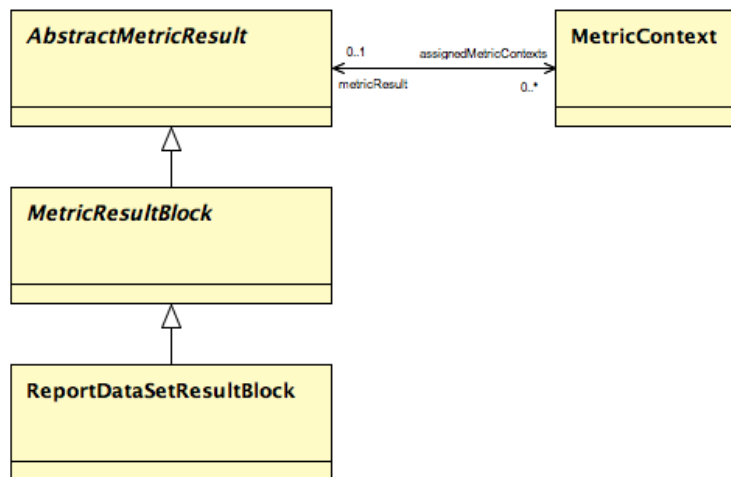 AbstractMetricResult
0..1
assignedMetricContexts
MetricContext
metricResult
0..*
MetricResultBlock
ReportDataSetResultBlock